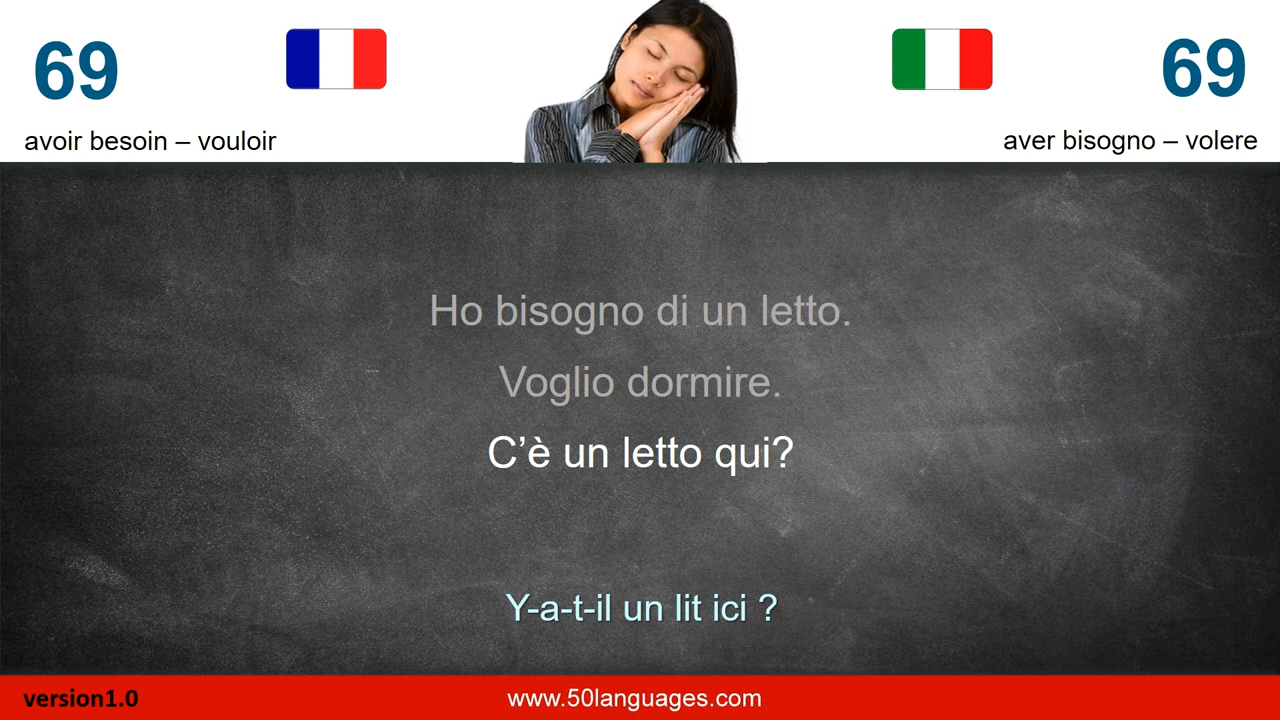 69
69
avoir besoin – vouloir
aver bisogno – volere
Ho bisogno di un letto.
Voglio dormire.
C’è un letto qui?
Y-a-t-il un lit ici ?
version1.0
www.50languages.com